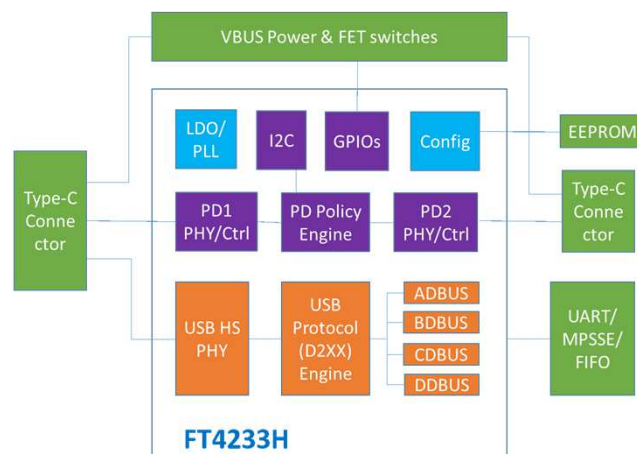 VBUS Power & FET switches
LDO/
PLL
I2C
GPIOs
Config
EEPROM
Type-C
Conne
ctor
PD1
PHY/Ctrl
PD Policy
Engine
PD2
PHY/Ctrl
Type-C
Conne
ctor
USB HS
PHY
USB
Protocol
(D2XX)
Engine
ADBUS
BDBUS
CDBUS
DDBUS
UART/
MPSSE/
FIFO
FT4233H